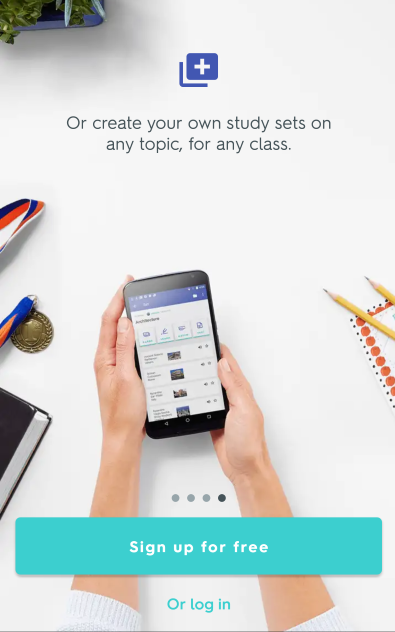 Or create your own study sets on
any topic, for any class.
Architecture
Sign up for free
Or log in